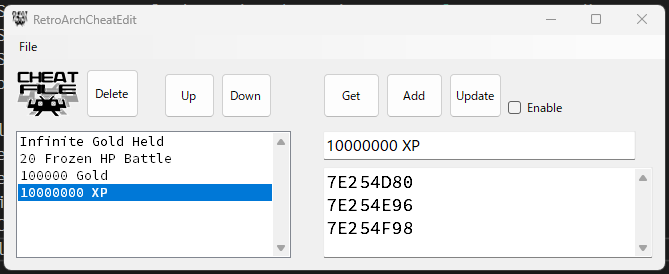 RetroArchCheatEdit
File
CHEAT
FILE
Delete
Up
Down
Get
Add
Update
Enable
Infinite Gold Held
20 Frozen HP Battle
100000 Gold
10000000 XP
10000000 XP
7E254D80
7E254E96
7E254F98